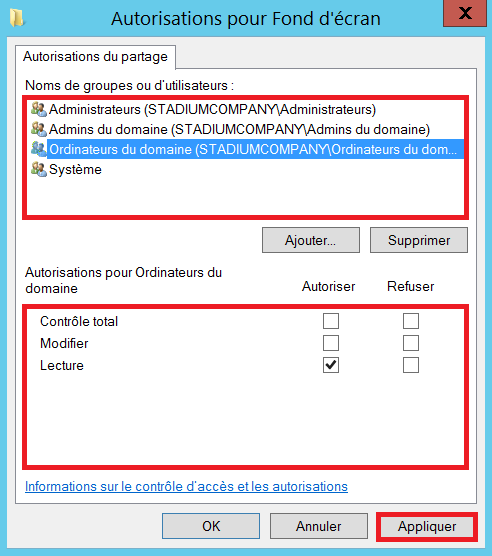 Autorisations pour Fond d'écran
X
Autorisations du partage
Noms de groupes ou d'utilisateurs :
Administrateurs (STADIUMCOMPANY\Administrateurs)
Admins du domaine (STADIUMCOMPANY\Admins du domaine)
Ordinateurs du domaine (STADIUMCOMPANY\Ordinateurs du dom...
Système
Ajouter... Supprimer
Autorisations pour Ordinateurs du
domaine Autoriser Refuser
Contrôle total
Modifier
Lecture
Informations sur le contrôle d'accès et les autorisations
OK Annuler Appliquer